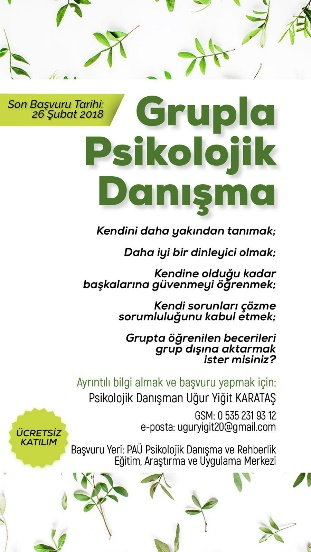 Son Başvuru Tarihi:
26 Şubat 2018
Grupla
Psikolojik
Danışma
Kendini daha yakından tanımak;
Daha iyi bir dinleyici olmak;
Kendine olduğu kadar
başkalarına güvenmeyi öğrenmek;
Kendi sorunları çözme
sorumluluğunu kabul etmek;
Grupta öğrenilen becerileri
grup dışına aktarmak
ister misiniz?
Ayrıntılı bilgi almak ve başvuru yapmak için:
Psikolojik Danışman Uğur Yiğit KARATAŞ
GSM: 0 535 231 93 12
e-posta: uguryigit20@gmail.com
ÜCRETSİZ
KATILIM
Başvuru Yeri: PAÜ Psikolojik Danışma ve Rehberlik
Eğitim, Araştırma ve Uygulama Merkezi